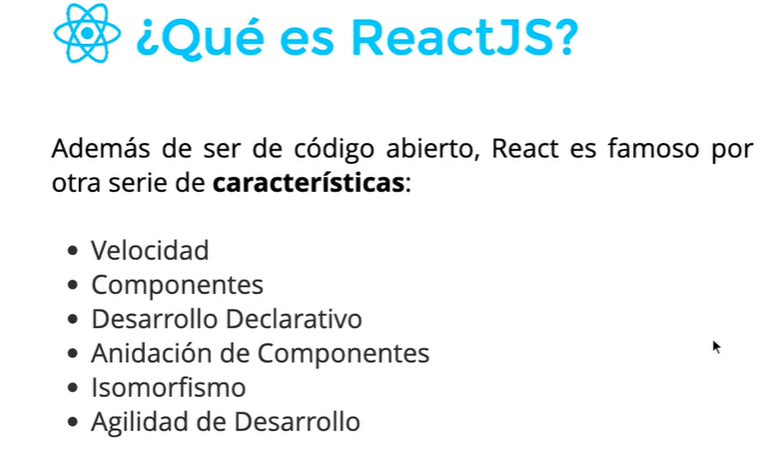 ¿Qué es ReactJS?
Además de ser de código abierto, React es famoso por
otra serie de características:
• Velocidad
• Componentes
• Desarrollo Declarativo
• Anidación de Componentes
• Isomorfismo
• Agilidad de Desarrollo